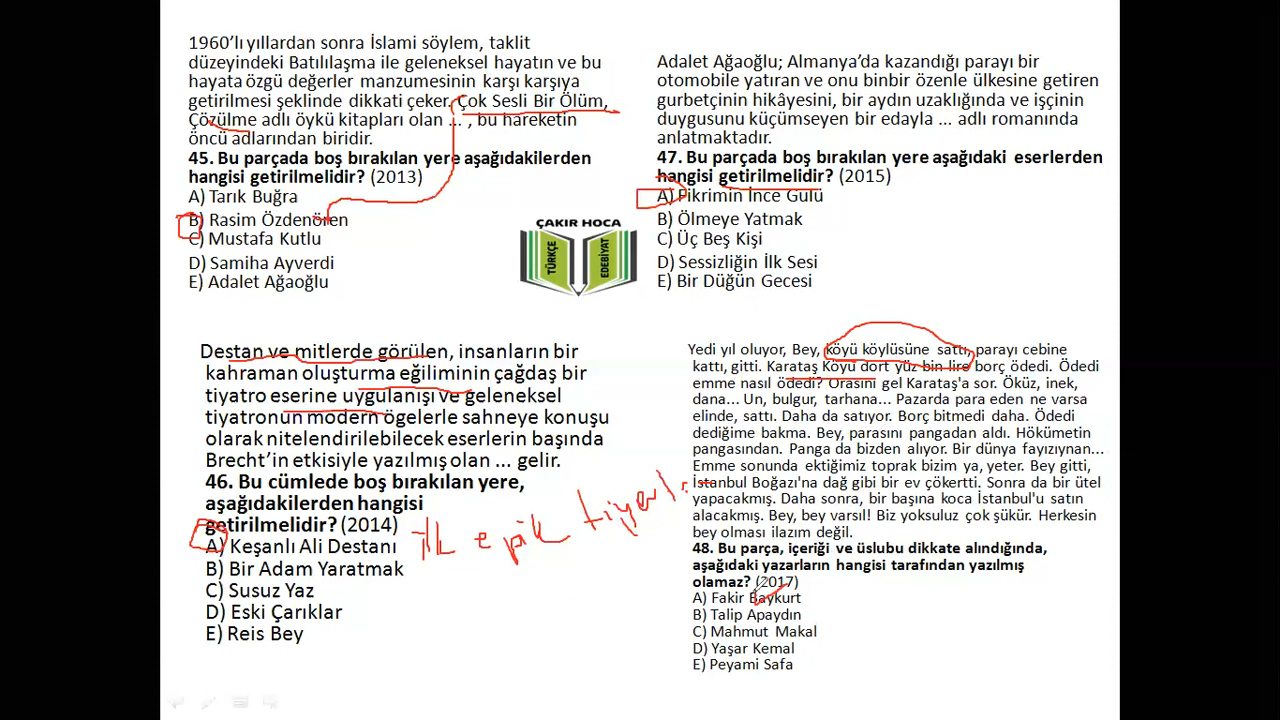 1960’lı yıllardan sonra İslami söylem, taklit
düzeyindeki Batılılaşma ile geleneksel hayatın ve bu
hayata özgü değerler manzumesinin karşı karşıya
getirilmesi şeklinde dikkati çeker. Çok Sesli Bir Ölüm,
Çözülme adlı öykü kitapları olan ... , bu hareketin
öncü adlarından biridir.
45. Bu parçada boş bırakılan yere aşağıdakilerden
hangisi getirilmelidir? (2013)
A) Tarık Buğra
B) Rasim Özdenören
C) Mustafa Kutlu
D) Samiha Ayverdi
E) Adalet Ağaoğlu
Destan ve mitlerde görülen, insanların bir
kahraman oluşturma eğiliminin çağdaş bir
tiyatro eserine uygulanışı ve geleneksel
tiyatronun modern ögelerle sahneye konuşu
olarak nitelendirilebilecek eserlerin başında
Brecht’in etkisiyle yazılmış olan ... gelir.
46. Bu cümlede boş bırakılan yere,
aşağıdakilerden hangisi
getirilmelidir? (2014)
A) Keşanlı Ali Destanı
B) Bir Adam Yaratmak
C) Susuz Yaz
D) Eski Çarıklar
E) Reis Bey
ilk epik
ÇAKIR HOCA
TÜRKÇE
EDEBİYAT
Adalet Ağaoğlu; Almanya’da kazandığı parayı bir
otomobile yatıran ve onu binbir özenle ülkesine getiren
gurbetçinin hikâyesini, bir aydın uzaklığında ve işçinin
duygusunu küçümseyen bir edayla ... adlı romanında
anlatmaktadır.
47. Bu parçada boş bırakılan yere aşağıdaki eserlerden
hangisi getirilmelidir? (2015)
A) Fikrimin İnce Gülü
B) Ölmeye Yatmak
C) Üç Beş Kişi
D) Sessizliğin İlk Sesi
E) Bir Düğün Gecesi
Yedi yıl oluyor, Bey, köyü köylüsüne sattı, parayı cebine
kattı, gitti. Karataş Köyü dört yüz bin lire borç ödedi. Ödedi
emme nasıl ödedi? Orasını gel Karataş'a sor. Öküz, inek,
dana... Un, bulgur, tarhana... Pazarda para eden ne varsa
elinde, sattı. Daha da satıyor. Borç bitmedi daha. Ödedi
dediğime bakma. Bey, parasını pangadan aldı. Hökümetin
pangasından. Panga da bizden alıyor. Bir dünya fayızıynan...
Emme sonunda ektiğimiz toprak bizim ya, yeter. Bey gitti,
İstanbul Boğazı'na dağ gibi bir ev çökertti. Sonra da bir ütel
yapacakmış. Daha sonra, bir başına koca İstanbul'u satın
alacakmış. Bey, bey varsıl! Biz yoksuluz çok şükür. Herkesin
bey olması ilazım değil.
48. Bu parça, içeriği ve üslubu dikkate alındığında,
aşağıdaki yazarların hangisi tarafından yazılmış
olamaz? (2017)
A) Fakir Baykurt
B) Talip Apaydın
C) Mahmut Makal
D) Yaşar Kemal
E) Peyami Safa